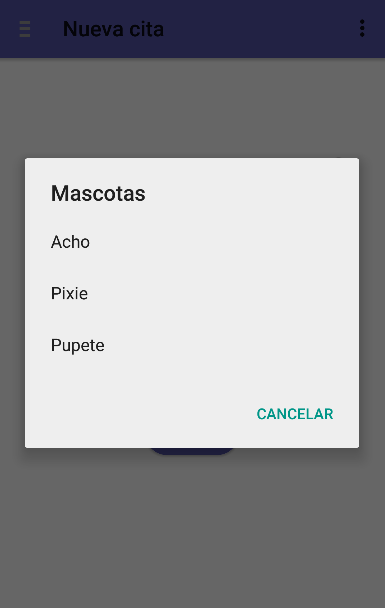 Nueva cita
Mascotas
Acho
Pixie
Pupete
CANCELAR